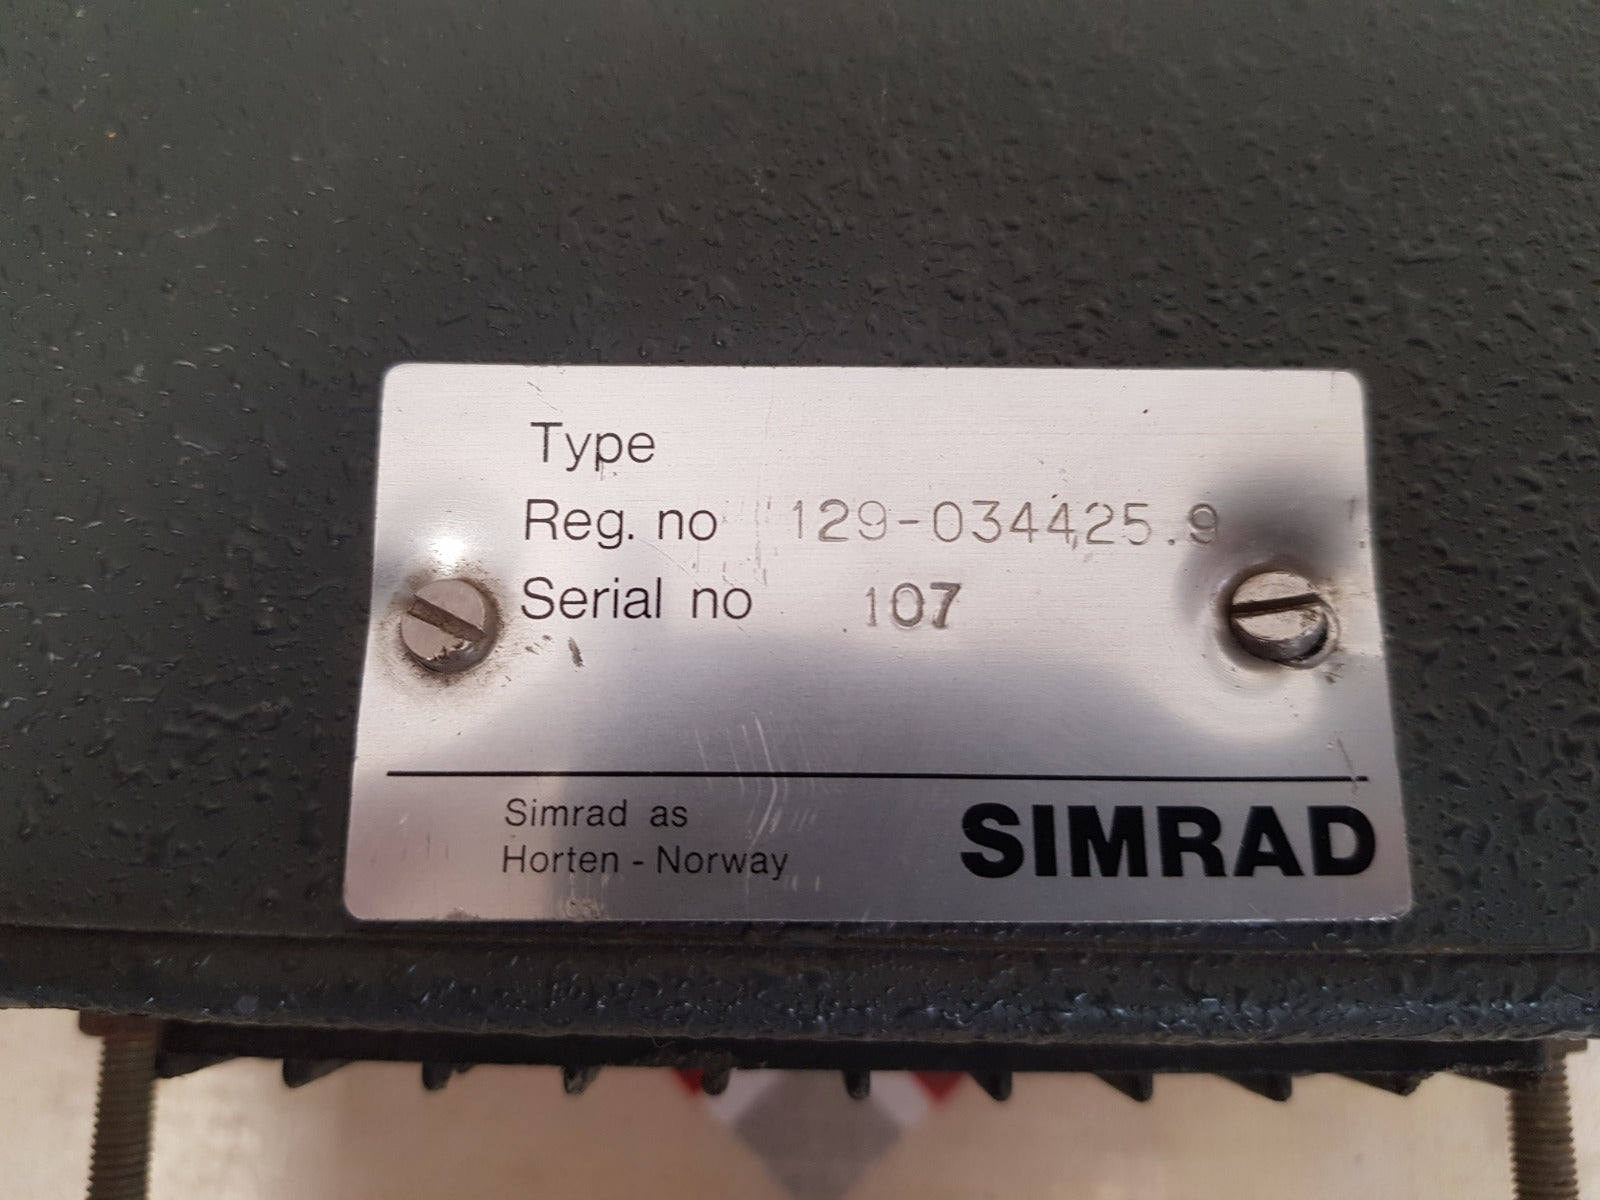 Type
Reg. no 129-034425.9
Serial no 107
Simrad as
Horten - Norway
SIMRAD